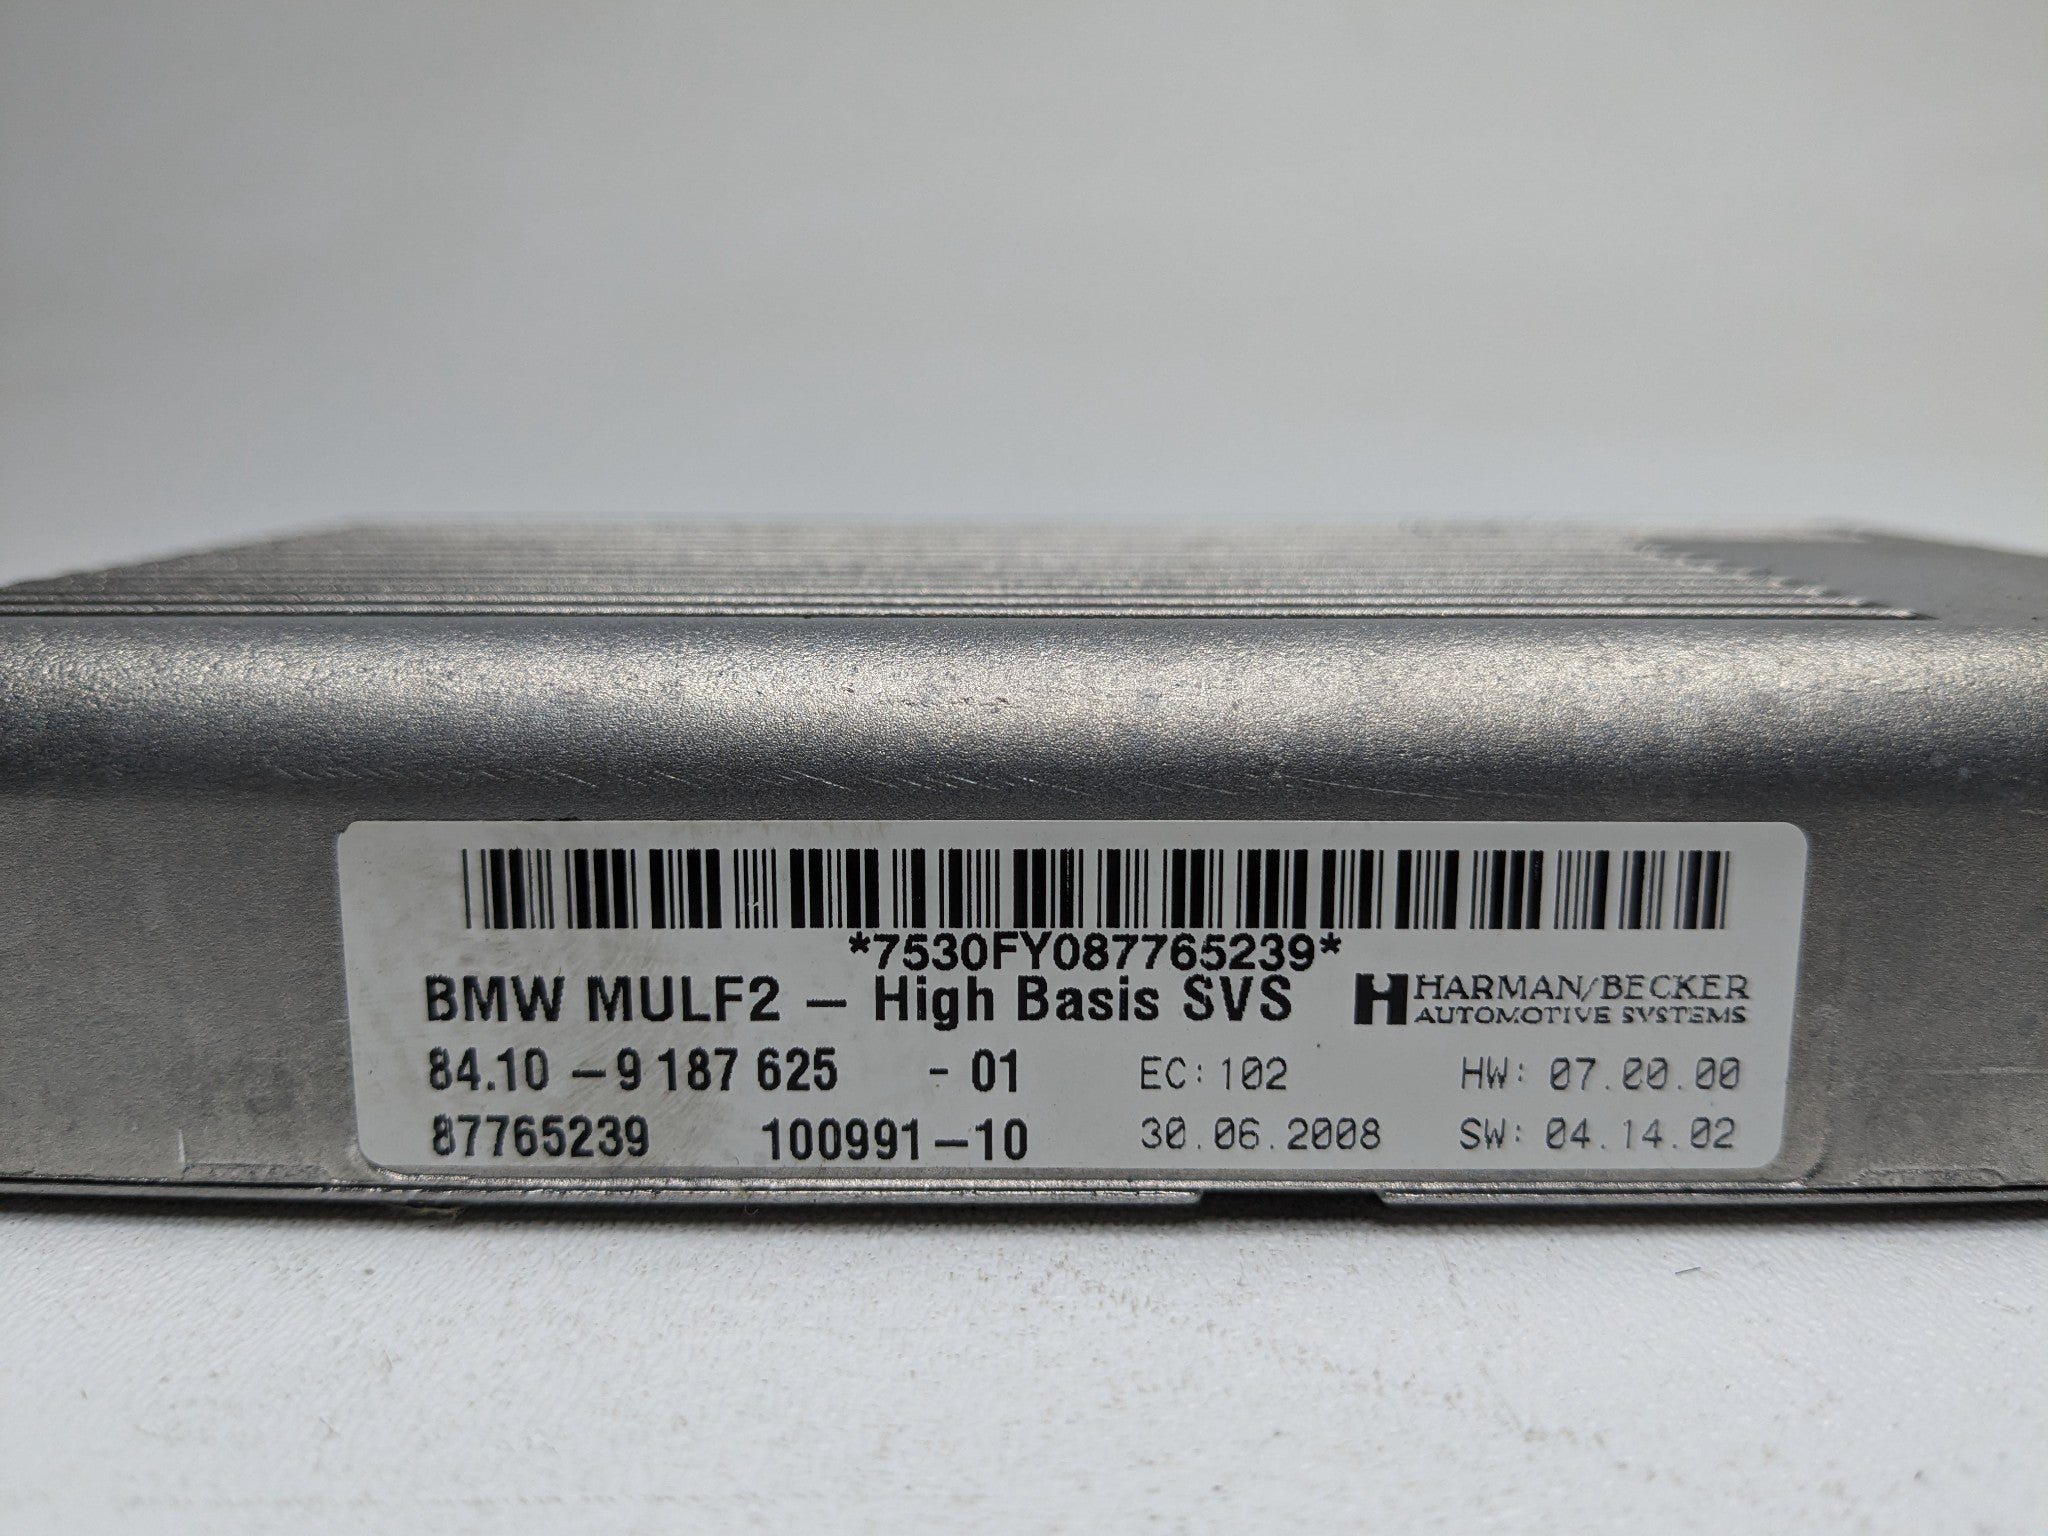 *7530FY087765239*
BMW MULF2 – High Basis SVS
HARMAN/BECKER
AUTOMOTIVE SYSTEMS
84.10 – 9 187 625 - 01 EC: 102 HW: 07.00.00
87765239 100991–10 30.06.2008 SW: 04.14.02